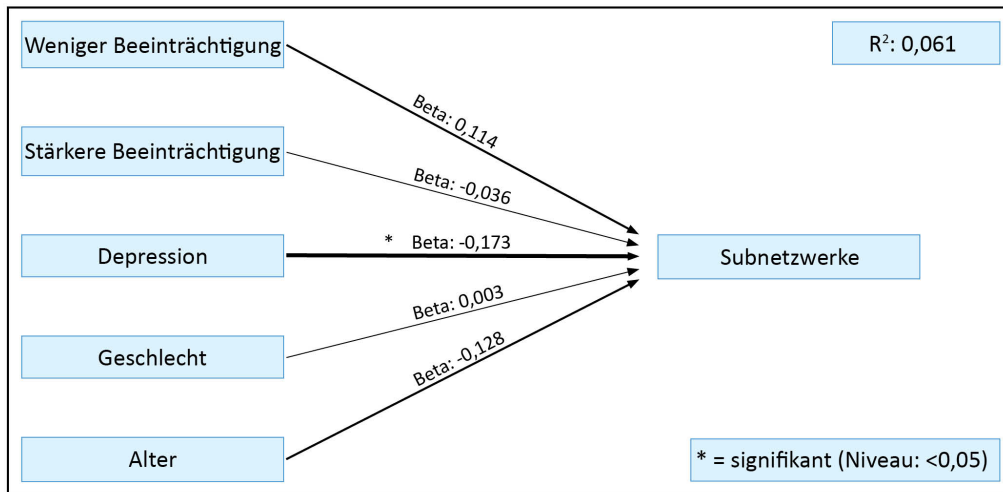 Weniger Beeinträchtigung
R²: 0,061
Beta: 0,114
Stärkere Beeinträchtigung
Beta: -0,036
Depression
* Beta: -0,173
Subnetzwerke
Beta: 0,003
Geschlecht
Beta: -0,128
Alter
* = signifikant (Niveau: <0,05)